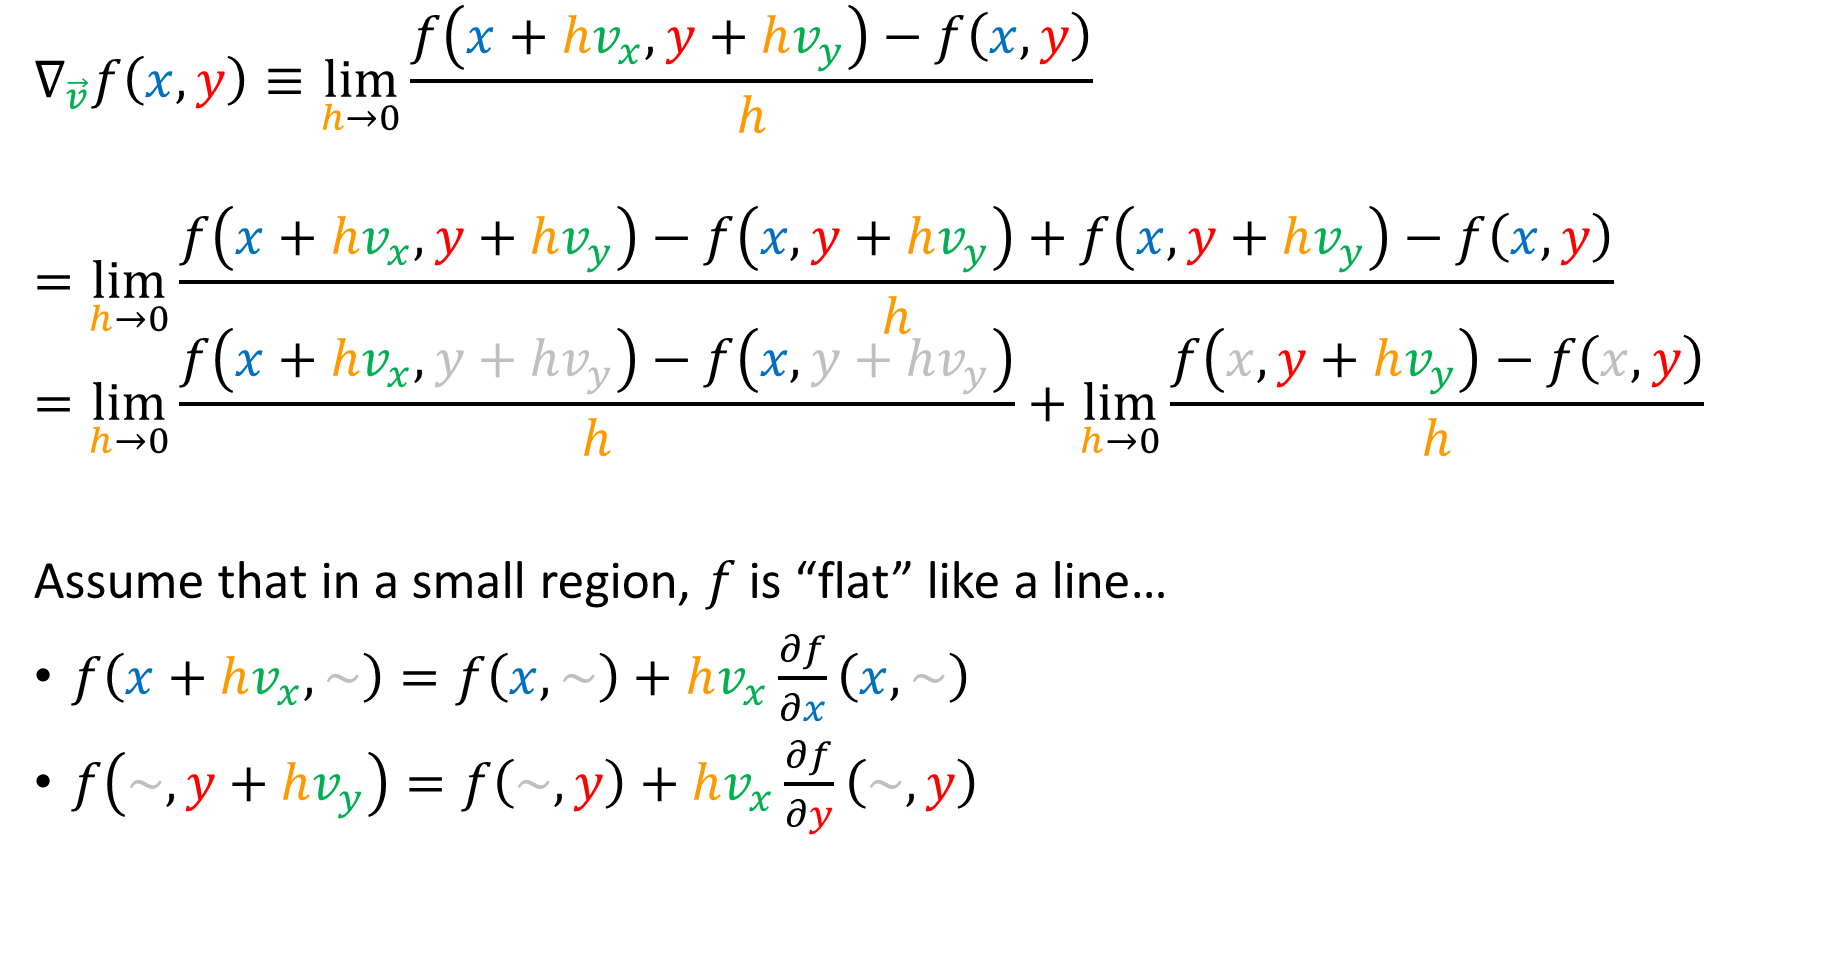 ∇_v⃗ f(x, y) ≡ lim_{h→0} (f(x + hv_x, y + hv_y) − f(x, y)) / h
= lim_{h→0} (f(x + hv_x, y + hv_y) − f(x, y + hv_y) + f(x, y + hv_y) − f(x, y)) / h
= lim_{h→0} (f(x + hv_x, y + hv_y) − f(x, y + hv_y)) / h + lim_{h→0} (f(x, y + hv_y) − f(x, y)) / h
Assume that in a small region, f is “flat” like a line…
• f(x + hv_x, ~) = f(x, ~) + hv_x ∂f/∂x (x, ~)
• f(~, y + hv_y) = f(~, y) + hv_x ∂f/∂y (~, y)